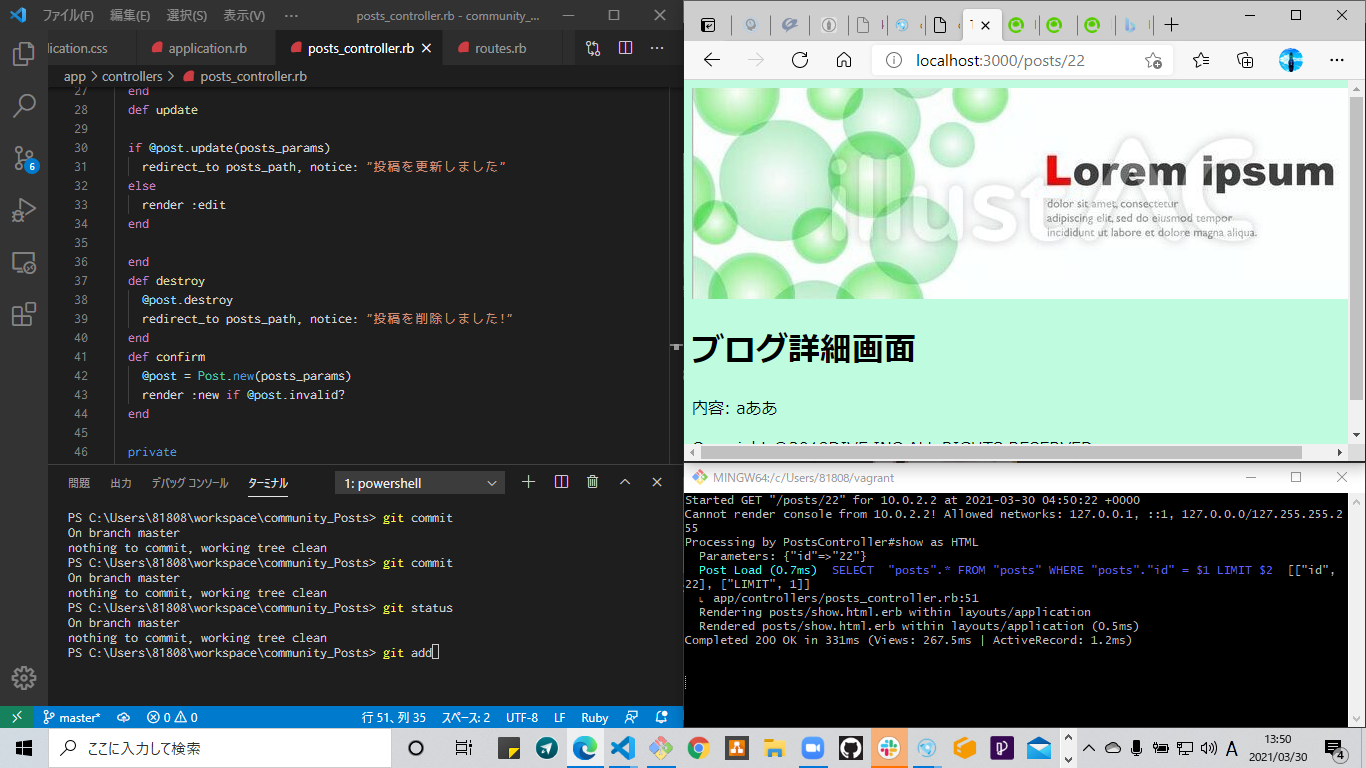 ファイル(F) 編集(E) 選択(S) 表示(V) ··· posts_controller.rb - community_...
lication.css application.rb posts_controller.rb routes.rb
app > controllers > posts_controller.rb
27 end
28 def update
29
30 if @post.update(posts_params)
31 redirect_to posts_path, notice: "投稿を更新しました"
32 else
33 render :edit
34 end
35
36 end
37 def destroy
38 @post.destroy
39 redirect_to posts_path, notice: "投稿を削除しました!"
40 end
41 def confirm
42 @post = Post.new(posts_params)
43 render :new if @post.invalid?
44 end
45
46 private
6
問題 出力 デバッグ コンソール ターミナル 1: powershell
PS C:\Users\81808\workspace\community_Posts> git commit
On branch master
nothing to commit, working tree clean
PS C:\Users\81808\workspace\community_Posts> git commit
On branch master
nothing to commit, working tree clean
PS C:\Users\81808\workspace\community_Posts> git status
On branch master
nothing to commit, working tree clean
PS C:\Users\81808\workspace\community_Posts> git add
master* 0 0 行 51、列 35 スペース: 2 UTF-8 LF Ruby
localhost:3000/posts/22
illustAC
Lorem ipsum
dolor sit amet, consectetur
adipiscing elit, sed do eiusmod tempor
incididunt ut labore et dolore magna aliqua.
ブログ詳細画面
内容: aああ
MINGW64:/c/Users/81808/vagrant
Started GET "/posts/22" for 10.0.2.2 at 2021-03-30 04:50:22 +0000
Cannot render console from 10.0.2.2! Allowed networks: 127.0.0.1, ::1, 127.0.0.0/127.255.255.2
55
Processing by PostsController#show as HTML
Parameters: {"id"=>"22"}
Post Load (0.7ms) SELECT "posts".* FROM "posts" WHERE "posts"."id" = $1 LIMIT $2 [["id",
22], ["LIMIT", 1]]
↳ app/controllers/posts_controller.rb:51
Rendering posts/show.html.erb within layouts/application
Rendered posts/show.html.erb within layouts/application (0.5ms)
Completed 200 OK in 331ms (Views: 267.5ms | ActiveRecord: 1.2ms)
ここに入力して検索
A
13:50
2021/03/30
4